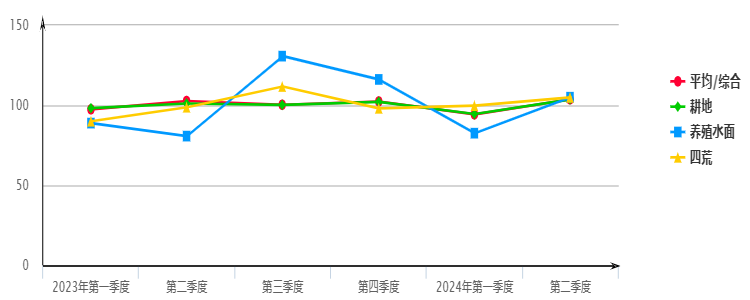 150
100
50
0
2023年第一季度
第二季度
第三季度
第四季度
2024年第一季度
第二季度
平均/综合
耕地
养殖水面
四荒